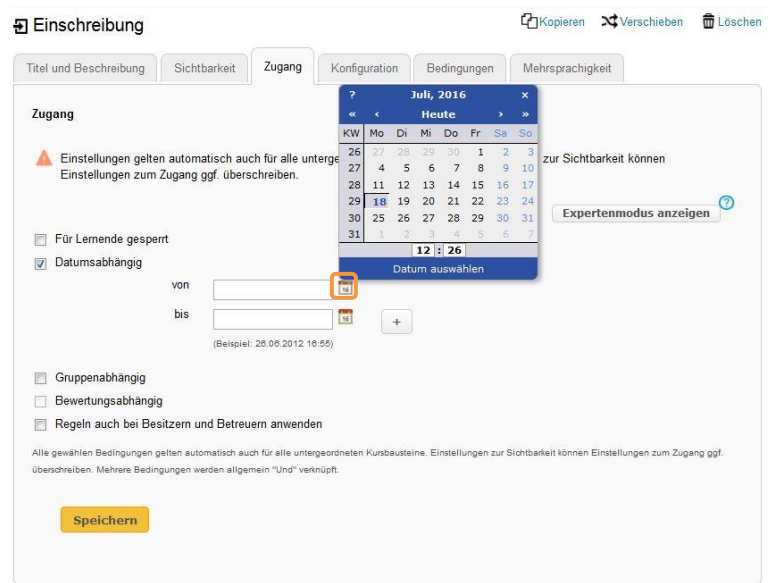 Einschreibung
Kopieren Verschieben Löschen
Titel und Beschreibung Sichtbarkeit Zugang Konfiguration Bedingungen Mehrsprachigkeit
Zugang
Einstellungen gelten automatisch auch für alle unterge
zur Sichtbarkeit können
Einstellungen zum Zugang ggf. überschreiben.
? Juli, 2016 ×
« ‹ Heute › »
KW Mo Di Mi Do Fr Sa So
26 27 28 29 30 1 2 3
27 4 5 6 7 8 9 10
28 11 12 13 14 15 16 17
29 18 19 20 21 22 23 24
30 25 26 27 28 29 30 31
31 1 2 3 4 5 6 7
12 : 26
Datum auswählen
Expertenmodus anzeigen ?
Für Lernende gesperrt
Datumsabhängig
von
16
bis
16
+
(Beispiel: 26.06.2012 16:55)
Gruppenabhängig
Bewertungsabhängig
Regeln auch bei Besitzern und Betreuern anwenden
Alle gewählen Bedingungen gelten automatisch auch für alle untergeordneten Kursbausteine. Einstellungen zur Sichtbarkeit können Einstellungen zum Zugang ggf.
überschreiben. Mehrere Bedingungen werden allgemein "Und" verknüpft.
Speichern